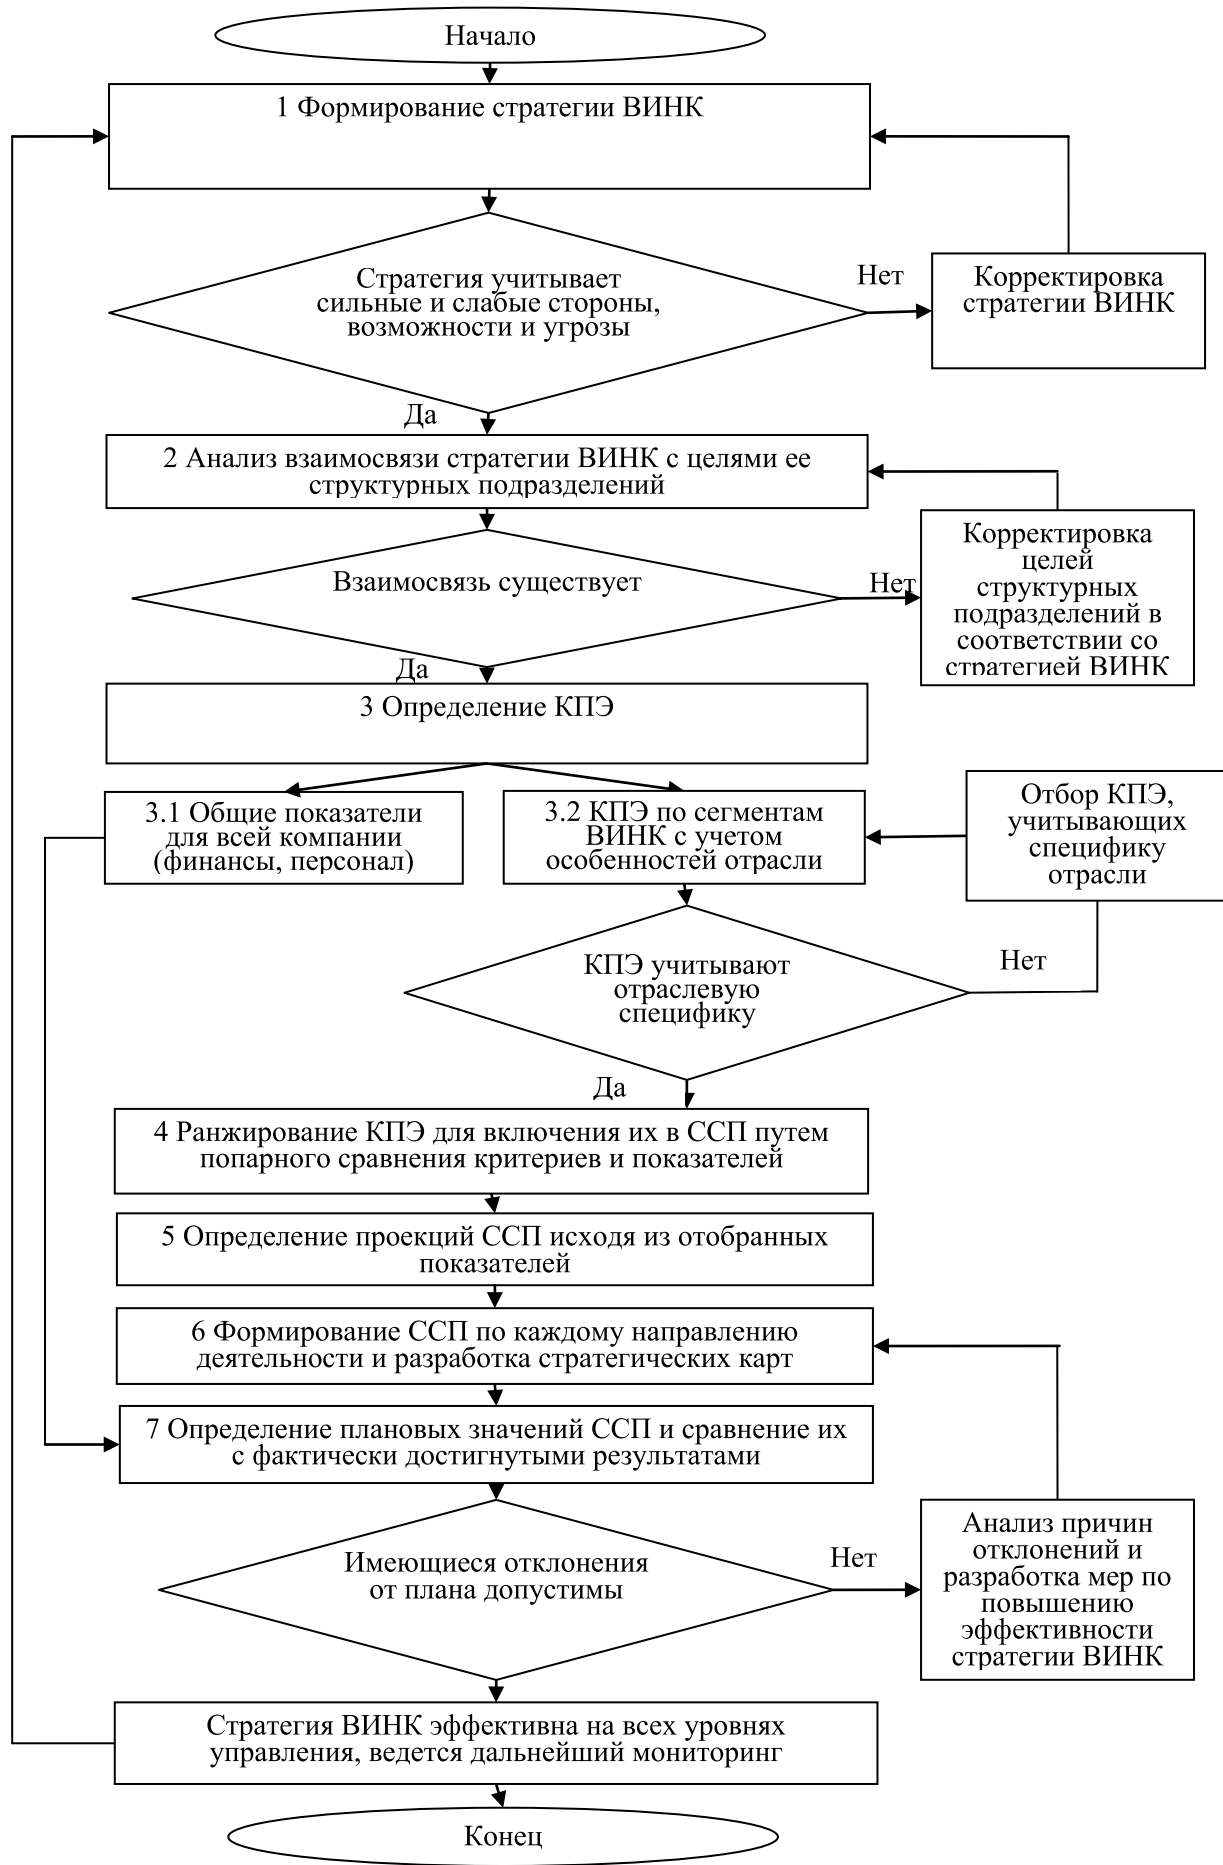 Начало
1 Формирование стратегии ВИНК
Стратегия учитывает
сильные и слабые стороны,
возможности и угрозы
Нет
Корректировка
стратегии ВИНК
Да
2 Анализ взаимосвязи стратегии ВИНК с целями ее
структурных подразделений
Взаимосвязь существует
Нет
Корректировка
целей
структурных
подразделений в
соответствии со
стратегией ВИНК
Да
3 Определение КПЭ
3.1 Общие показатели
для всей компании
(финансы, персонал)
3.2 КПЭ по сегментам
ВИНК с учетом
особенностей отрасли
Отбор КПЭ,
учитывающих
специфику
отрасли
КПЭ учитывают
отраслевую
специфику
Нет
Да
4 Ранжирование КПЭ для включения их в ССП путем
попарного сравнения критериев и показателей
5 Определение проекций ССП исходя из отобранных
показателей
6 Формирование ССП по каждому направлению
деятельности и разработка стратегических карт
7 Определение плановых значений ССП и сравнение их
с фактически достигнутыми результатами
Имеющиеся отклонения
от плана допустимы
Нет
Анализ причин
отклонений и
разработка мер по
повышению
эффективности
стратегии ВИНК
Стратегия ВИНК эффективна на всех уровнях
управления, ведется дальнейший мониторинг
Конец